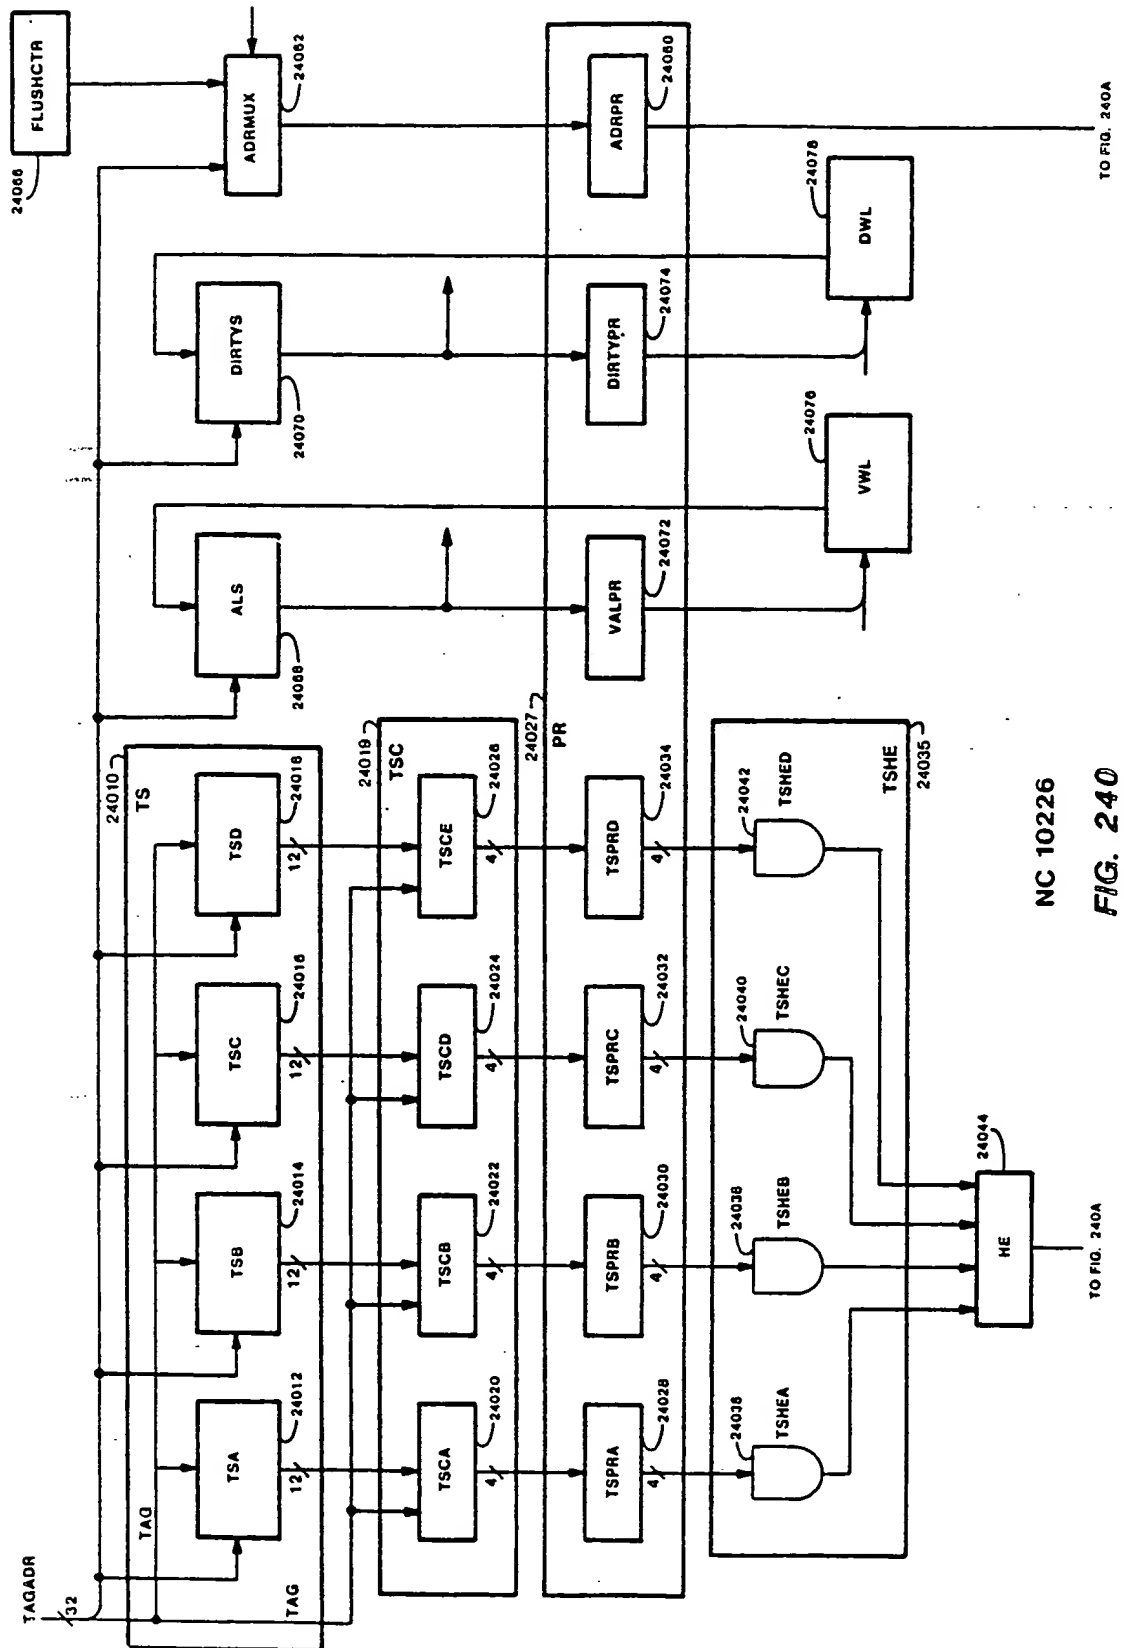 TAGADR
32
24010
TS
TAG
TSA
24012
TSB
24014
TSC
24016
TSD
24018
12
12
12
12
TAG
24019
TSC
TSCA
24020
TSCB
24022
TSCD
24024
TSCE
24026
4
4
4
4
24027
PR
TSPRA
24028
TSPRB
24030
TSPRC
24032
TSPRD
24034
4
4
4
4
24036
TSHEA
24038
TSHEB
24040
TSHEC
24042
TSHED
TSHE
24035
HE
24044
TO FIG. 240A
ALS
24068
DIRTYS
24070
FLUSHCTR
24066
ADRMUX
24062
VALPR
24072
DIRTYPR
24074
ADRPR
24060
VWL
24076
DWL
24078
TO FIG. 240A
NC 10226
FIG. 240